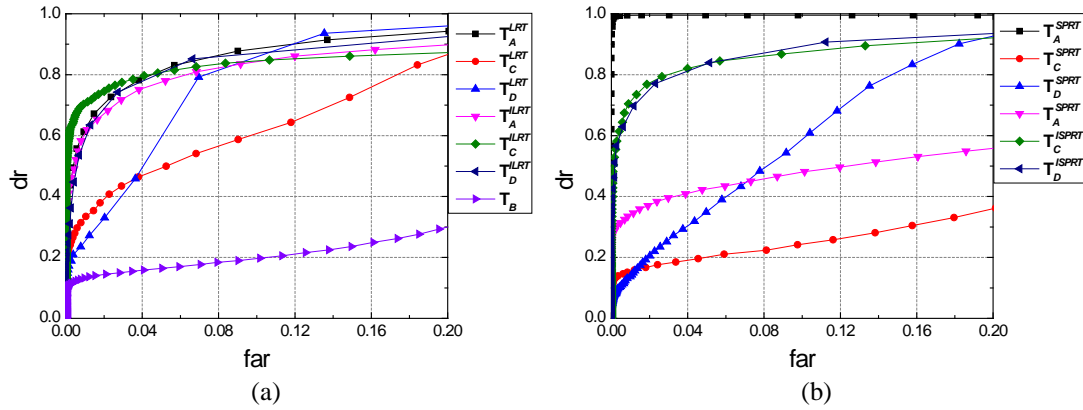 1.0
0.8
0.6
0.4
0.2
0.0
dr
0.00 0.04 0.08 0.12 0.16 0.20
far
T_A^LRT
T_C^LRT
T_D^LRT
T_A^ILRT
T_C^ILRT
T_D^ILRT
T_B
(a)
1.0
0.8
0.6
0.4
0.2
0.0
dr
0.00 0.04 0.08 0.12 0.16 0.20
far
T_A^SPRT
T_C^SPRT
T_D^SPRT
T_A^SPRT
T_C^ISPRT
T_D^ISPRT
(b)